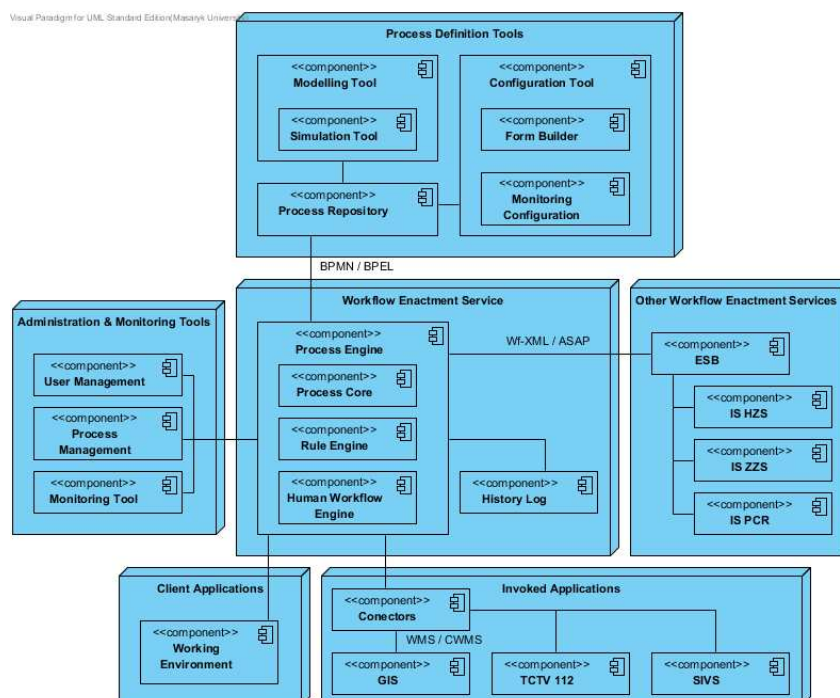 Visual Paradigm for UML Standard Edition(Masaryk University)
Process Definition Tools
<<component>>
Modelling Tool
<<component>>
Simulation Tool
<<component>>
Process Repository
<<component>>
Configuration Tool
<<component>>
Form Builder
<<component>>
Monitoring
Configuration
BPMN / BPEL
Administration & Monitoring Tools
<<component>>
User Management
<<component>>
Process
Management
<<component>>
Monitoring Tool
Workflow Enactment Service
<<component>>
Process Engine
<<component>>
Process Core
<<component>>
Rule Engine
<<component>>
Human Workflow
Engine
<<component>>
History Log
Wf-XML / ASAP
Other Workflow Enactment Services
<<component>>
ESB
<<component>>
IS HZS
<<component>>
IS ZZS
<<component>>
IS PCR
Client Applications
<<component>>
Working
Environment
Invoked Applications
<<component>>
Conectors
WMS / CWMS
<<component>>
GIS
<<component>>
TCTV 112
<<component>>
SIVS